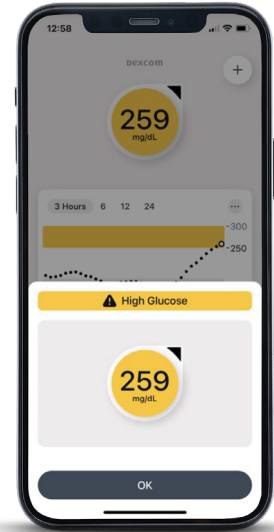 12:58
Dexcom
+
259
mg/dL
3 Hours 6 12 24
300
250
High Glucose
259
mg/dL
OK